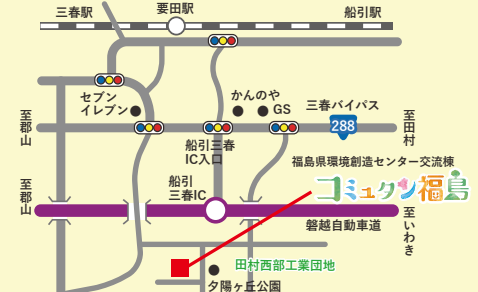 三春駅
要田駅
船引駅
セブン
イレブン
かんのや
GS
三春バイパス
至郡山
至田村
288
船引三春
IC入口
福島県環境創造センター交流棟
コミュタン福島
船引
三春IC
至郡山
磐越自動車道
至いわき
田村西部工業団地
夕陽ヶ丘公園